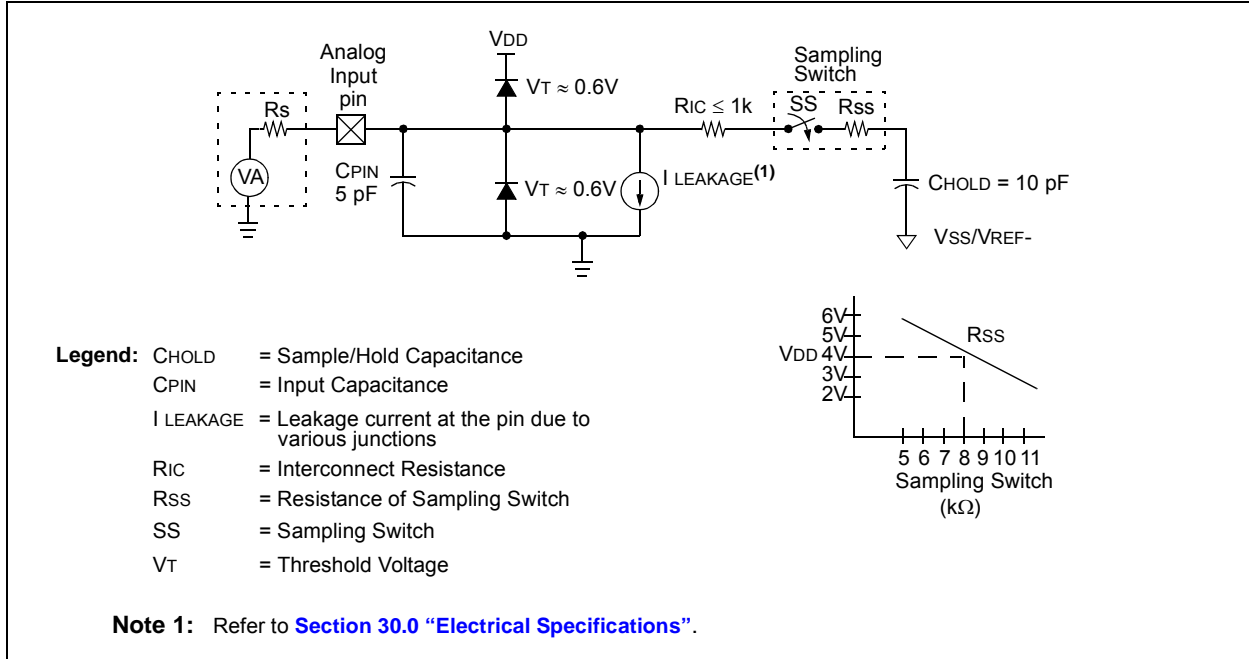 VDD
Analog
Input
pin
Sampling
Switch
VT ≈ 0.6V
Rs
RIC ≤ 1k
SS
Rss
VA
CPIN
5 pF
VT ≈ 0.6V
I LEAKAGE(1)
CHOLD = 10 pF
VSS/VREF-
6V
5V
VDD 4V
3V
2V
RSS
5 6 7 8 9 10 11
Sampling Switch
(kΩ)
Legend: CHOLD = Sample/Hold Capacitance
CPIN = Input Capacitance
I LEAKAGE = Leakage current at the pin due to
various junctions
RIC = Interconnect Resistance
RSS = Resistance of Sampling Switch
SS = Sampling Switch
VT = Threshold Voltage
Note 1: Refer to Section 30.0 “Electrical Specifications”.